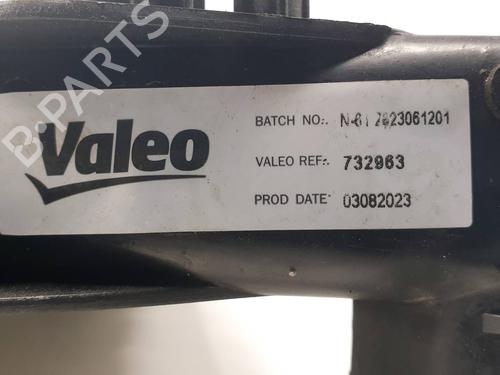 B-PARTS
Valeo
BATCH NO:.
VALEO REF:. 732963
PROD DATE: 03082023